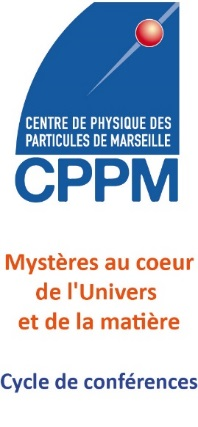 CENTRE DE PHYSIQUE DES
PARTICULES DE MARSEILLE
CPPM
Mystères au coeur
de l'Univers
et de la matière
Cycle de conférences